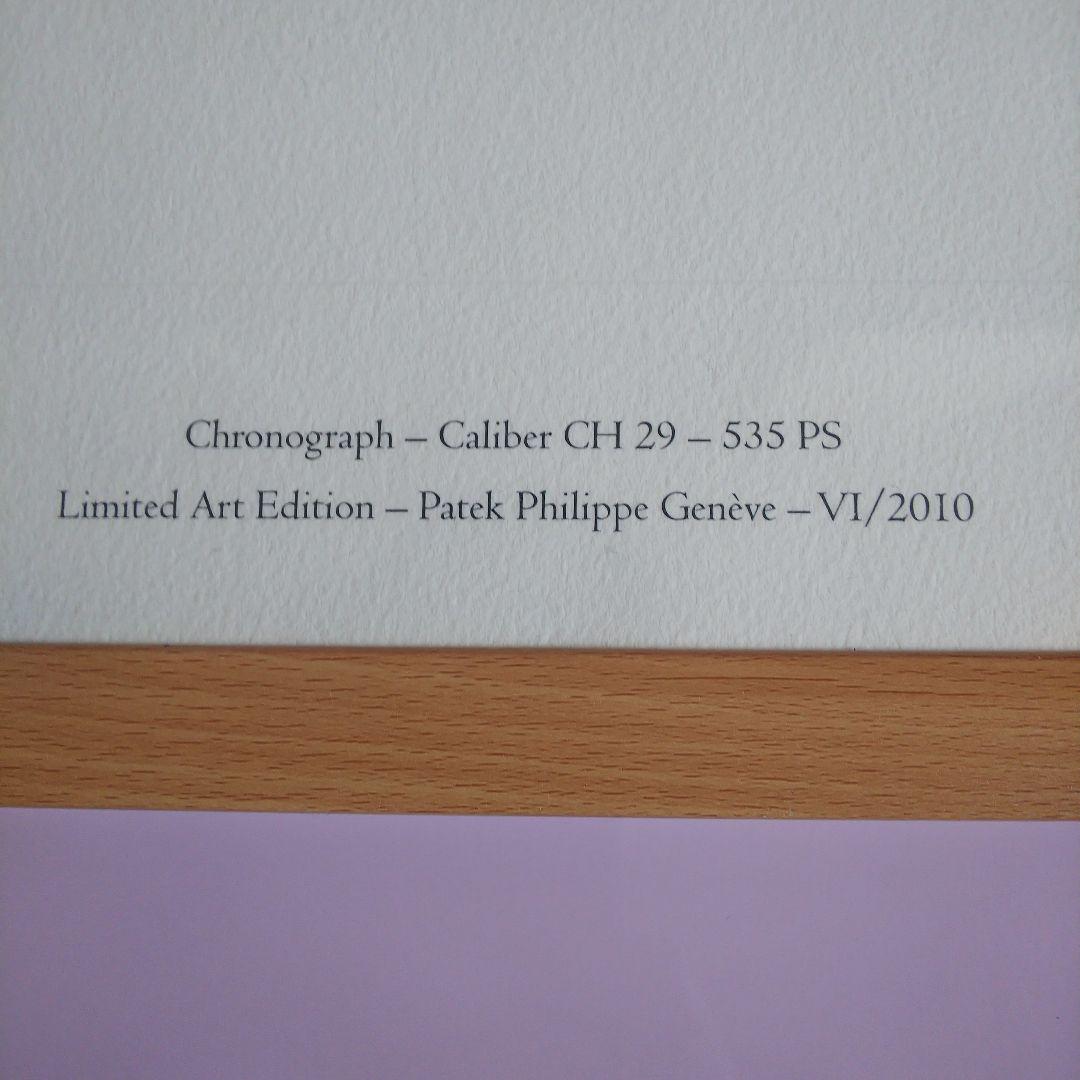 Chronograph – Caliber CH 29 – 535 PS
Limited Art Edition – Patek Philippe Genève – VI/2010